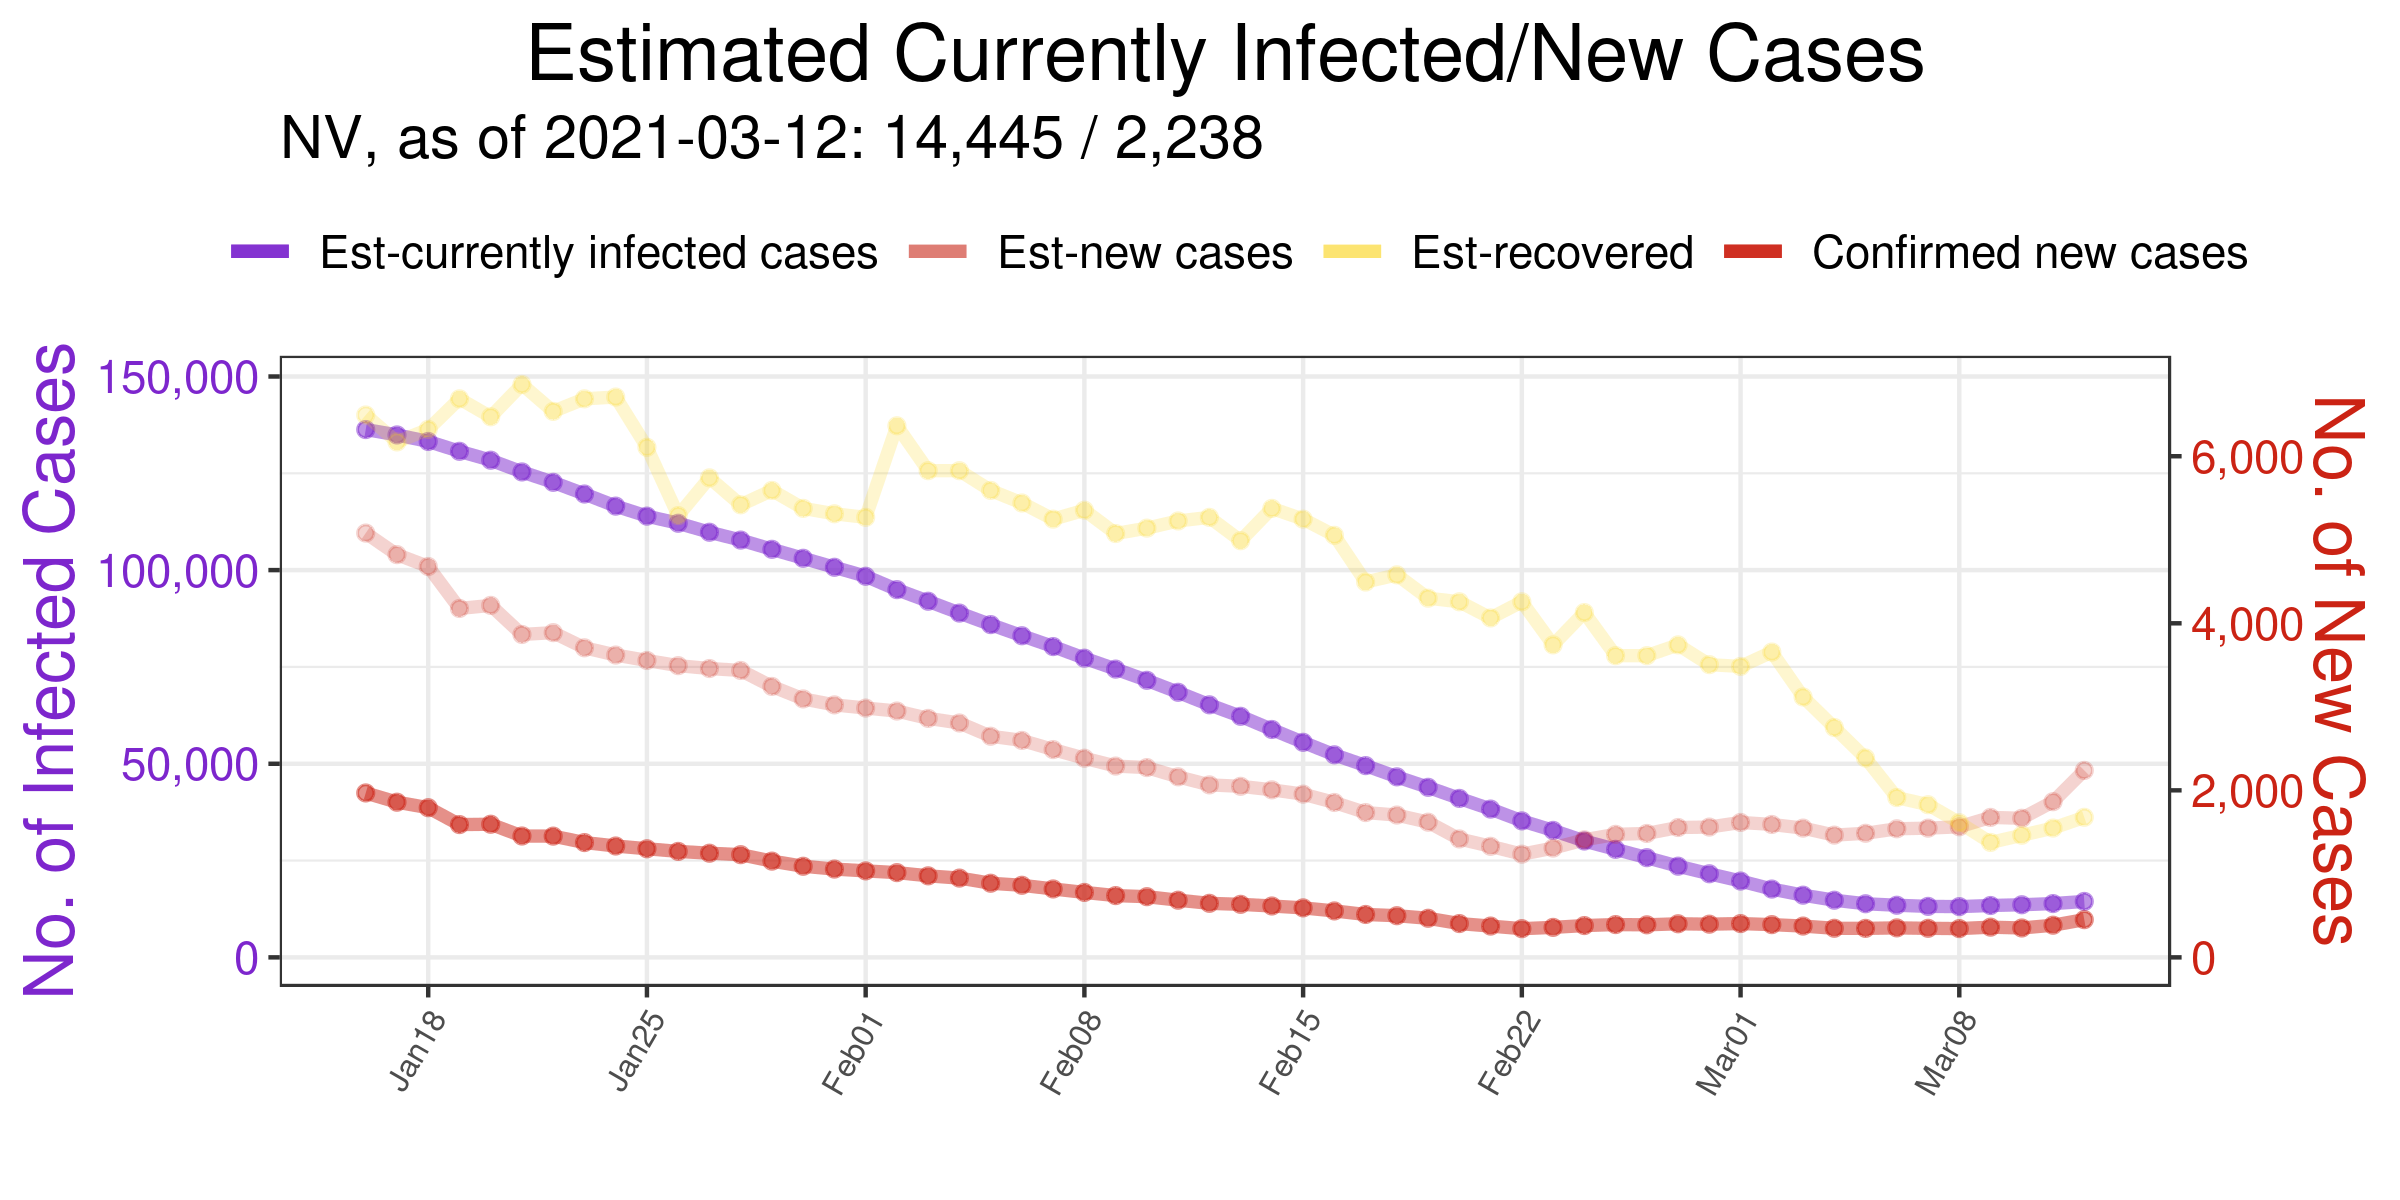 Estimated Currently Infected/New Cases
NV, as of 2021-03-12: 14,445 / 2,238
Est-currently infected cases Est-new cases Est-recovered Confirmed new cases
No. of Infected Cases
150,000
100,000
50,000
0
6,000
4,000
2,000
0
No. of New Cases
Jan18 Jan25 Feb01 Feb08 Feb15 Feb22 Mar01 Mar08